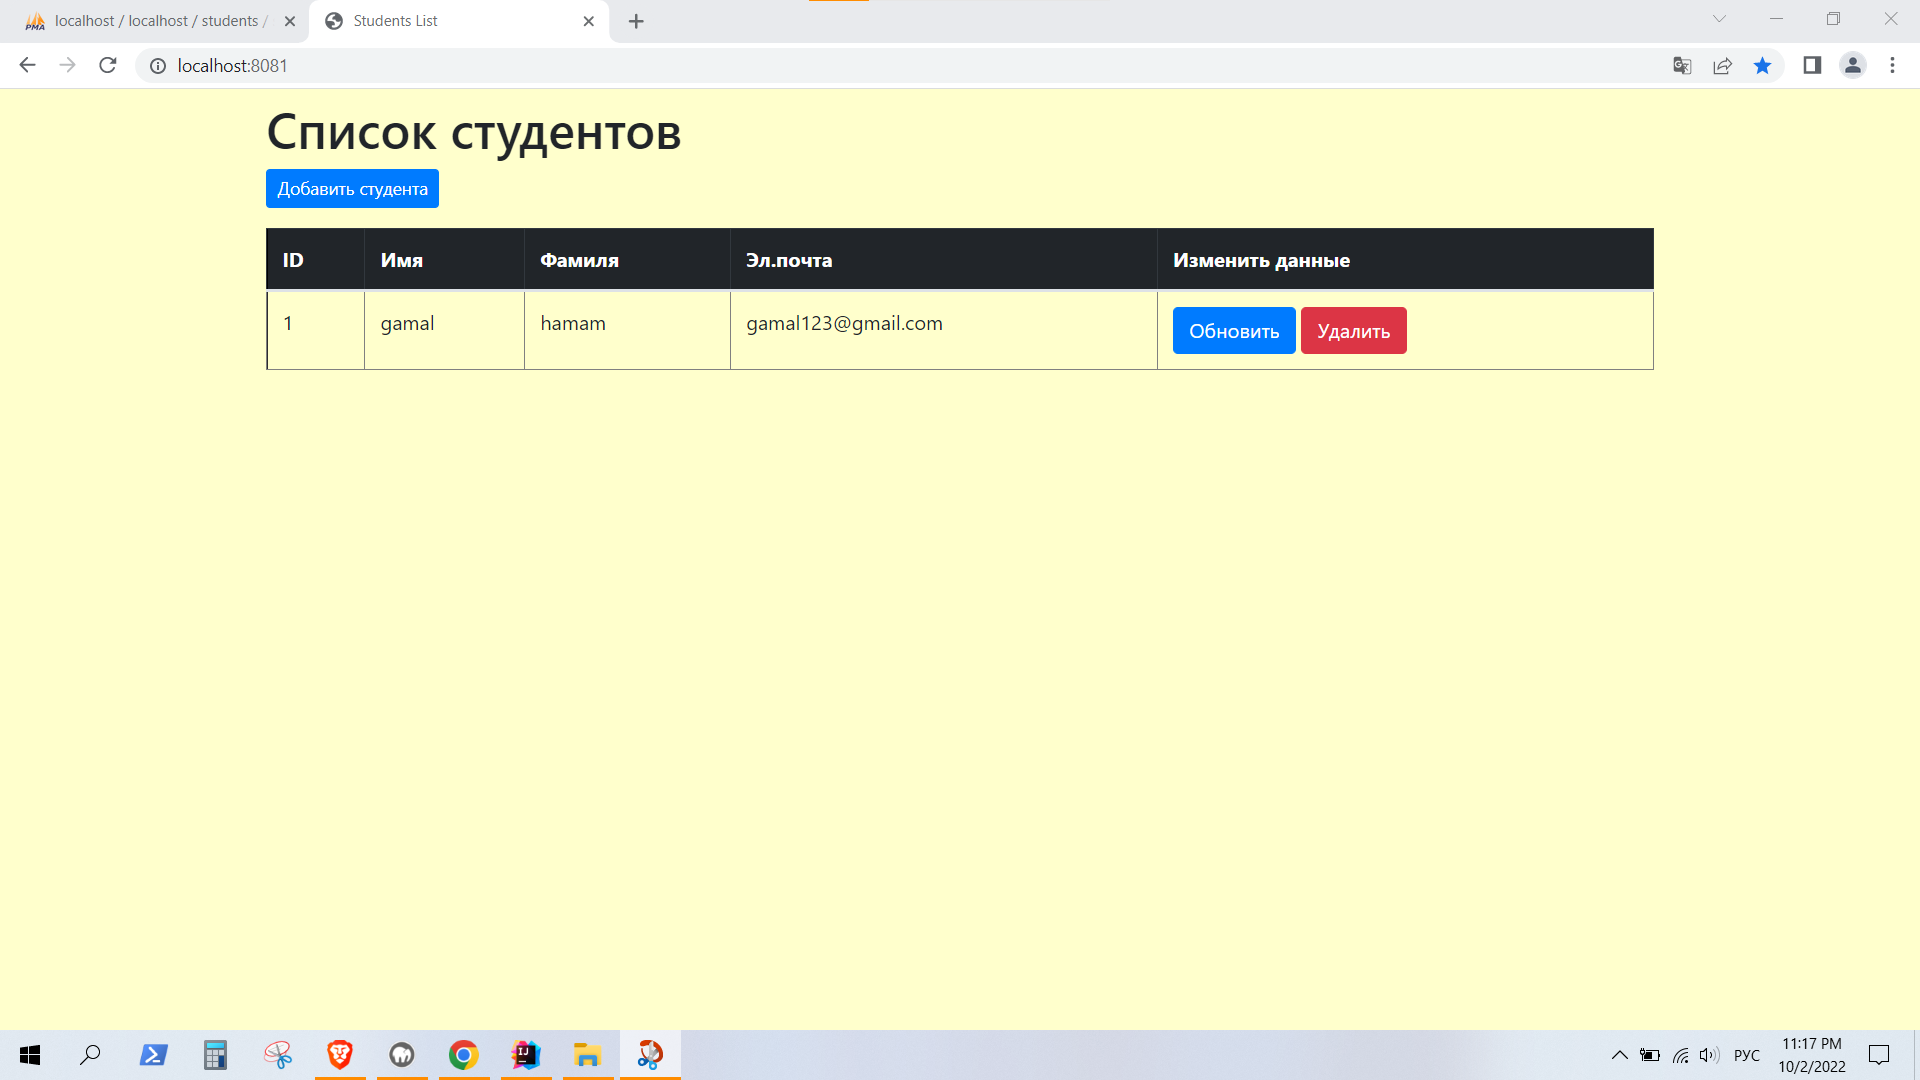 localhost / localhost / students /
Students List
localhost:8081
Список студентов
Добавить студента
ID Имя Фамиля Эл.почта Изменить данные
1 gamal hamam gamal123@gmail.com Обновить Удалить
РУС
11:17 PM
10/2/2022